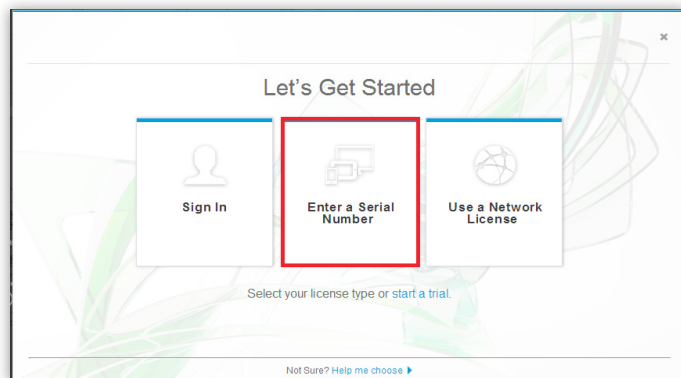 Let's Get Started
Sign In
Enter a Serial
Number
Use a Network
License
Select your license type or start a trial.
Not Sure? Help me choose